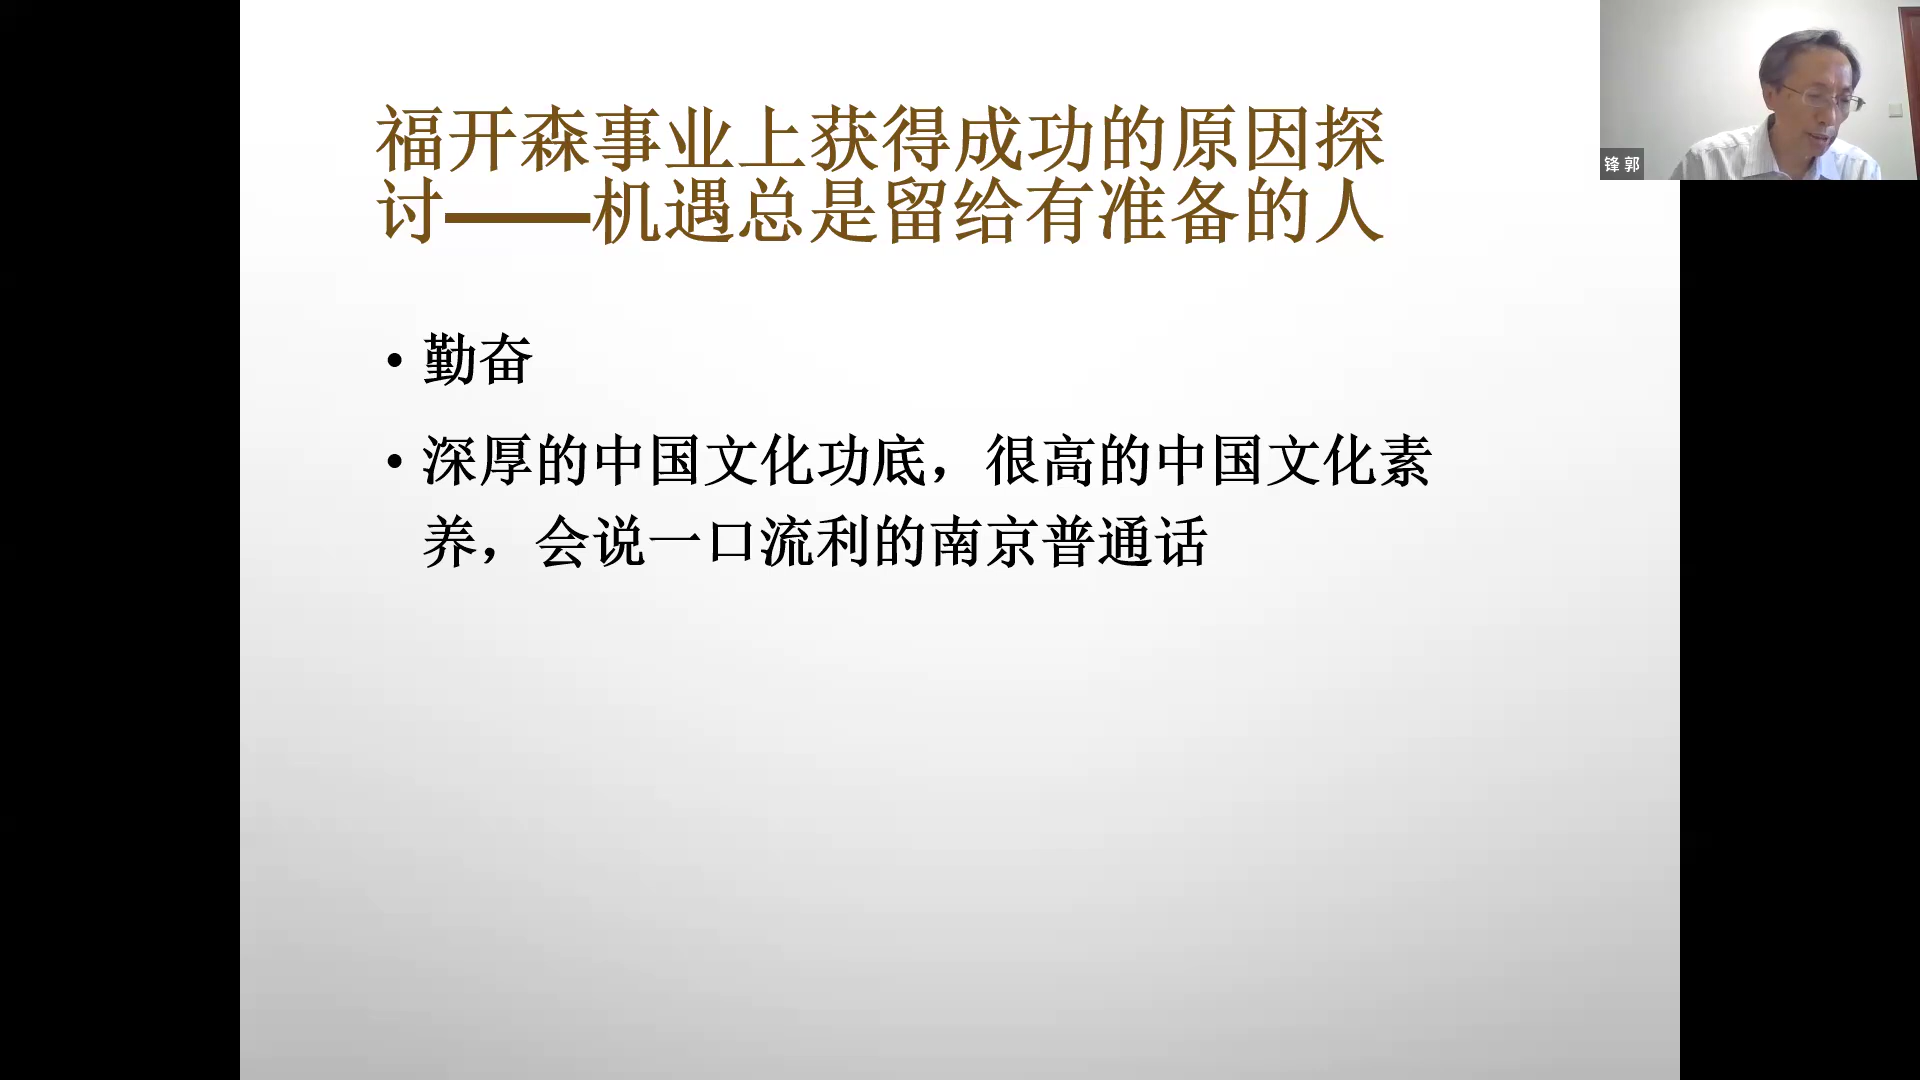 福开森事业上获得成功的原因探
讨——机遇总是留给有准备的人
• 勤奋
• 深厚的中国文化功底，很高的中国文化素
养，会说一口流利的南京普通话
锋 郭